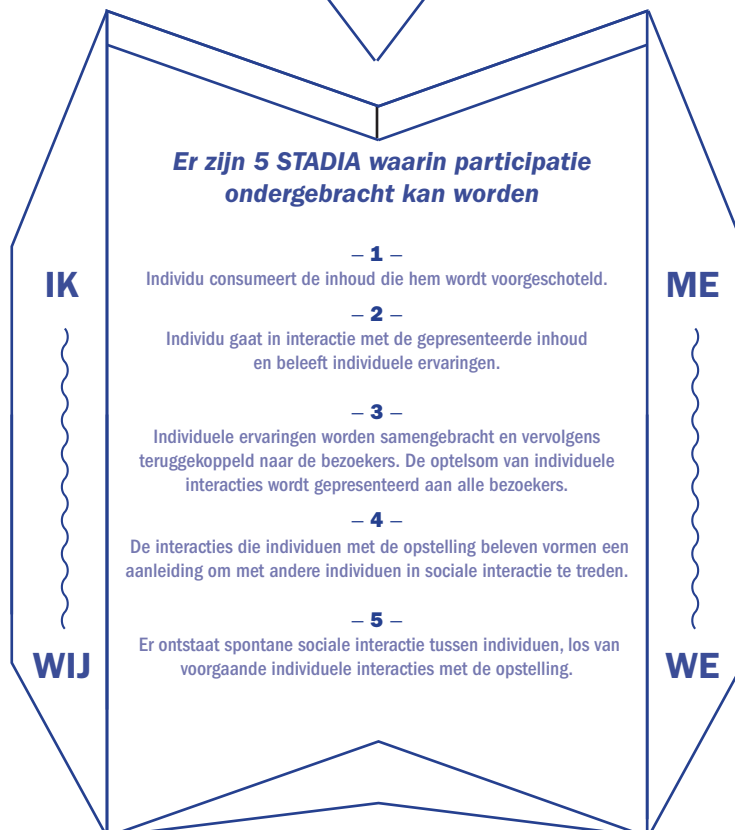 Er zijn 5 STADIA waarin participatie
ondergebracht kan worden
– 1 –
Individu consumeert de inhoud die hem wordt voorgeschoteld.
– 2 –
Individu gaat in interactie met de gepresenteerde inhoud
en beleeft individuele ervaringen.
– 3 –
Individuele ervaringen worden samengebracht en vervolgens
teruggekoppeld naar de bezoekers. De optelsom van individuele
interacties wordt gepresenteerd aan alle bezoekers.
– 4 –
De interacties die individuen met de opstelling beleven vormen een
aanleiding om met andere individuen in sociale interactie te treden.
– 5 –
Er ontstaat spontane sociale interactie tussen individuen, los van
voorgaande individuele interacties met de opstelling.
IK
WIJ
ME
WE